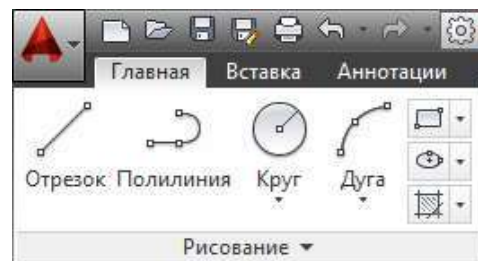 Главная Вставка Аннотации
Отрезок Полилиния Круг Дуга
Рисование